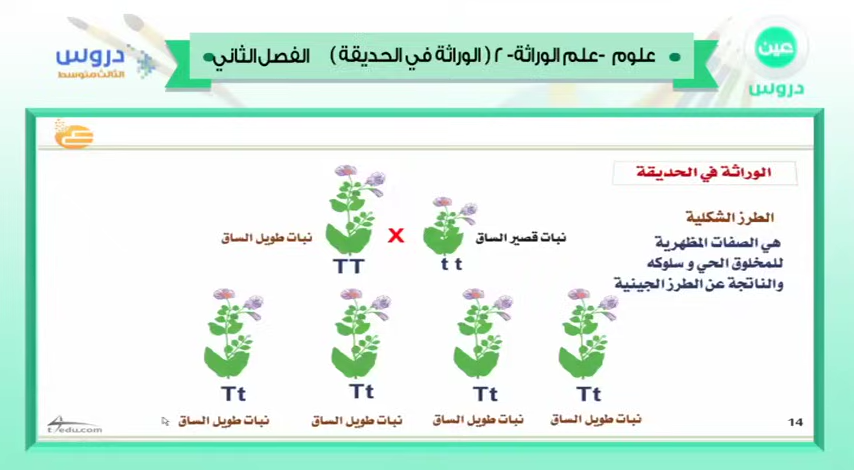 علوم -علم الوراثة- ٢ ( الوراثة في الحديقة ) الفصل الثاني
عين
دروس
دروس
الثالث متوسط
الوراثة في الحديقة
الطرز الشكلية
هي الصفات المظهرية
للمخلوق الحي و سلوكه
والناتجة عن الطرز الجينية
نبات قصير الساق
X
نبات طويل الساق
TT
t t
Tt
Tt
Tt
Tt
نبات طويل الساق
نبات طويل الساق
نبات طويل الساق
نبات طويل الساق
14
t4edu.com